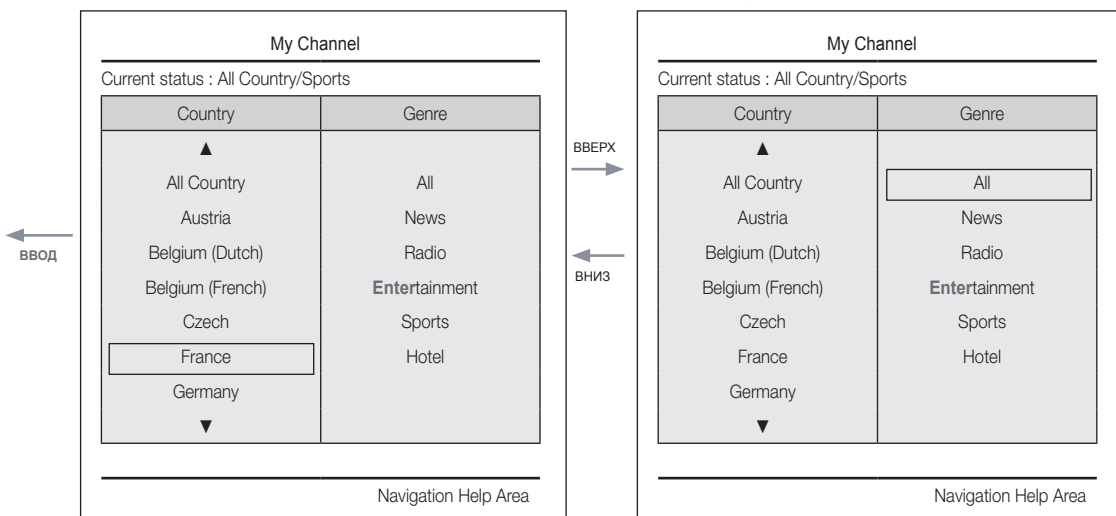 My Channel
Current status : All Country/Sports
Country Genre
▲
All Country All
Austria News
Belgium (Dutch) Radio
Belgium (French) Entertainment
Czech Sports
France Hotel
Germany
▼
Navigation Help Area
ВВОД
ВВЕРХ
ВНИЗ
My Channel
Current status : All Country/Sports
Country Genre
▲
All Country All
Austria News
Belgium (Dutch) Radio
Belgium (French) Entertainment
Czech Sports
France Hotel
Germany
▼
Navigation Help Area